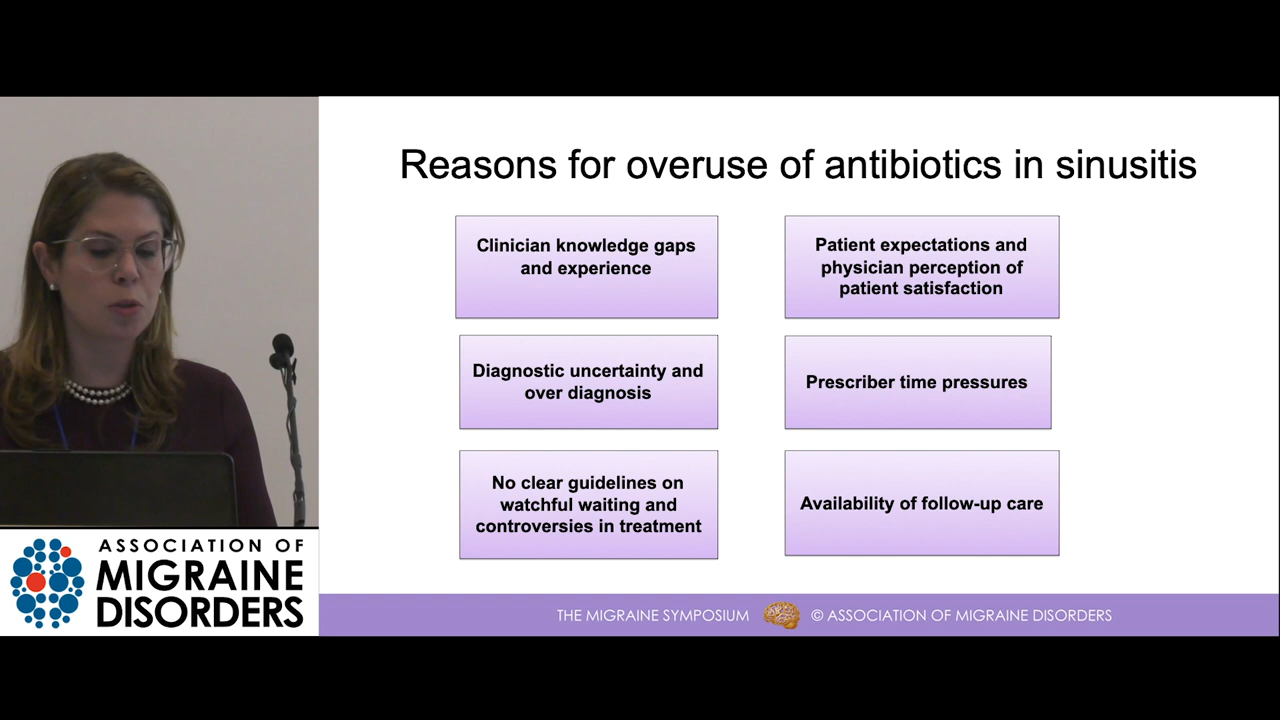 Reasons for overuse of antibiotics in sinusitis
Clinician knowledge gaps
and experience
Patient expectations and
physician perception of
patient satisfaction
Diagnostic uncertainty and
over diagnosis
Prescriber time pressures
No clear guidelines on
watchful waiting and
controversies in treatment
Availability of follow-up care
ASSOCIATION OF
MIGRAINE
DISORDERS
THE MIGRAINE SYMPOSIUM
© ASSOCIATION OF MIGRAINE DISORDERS